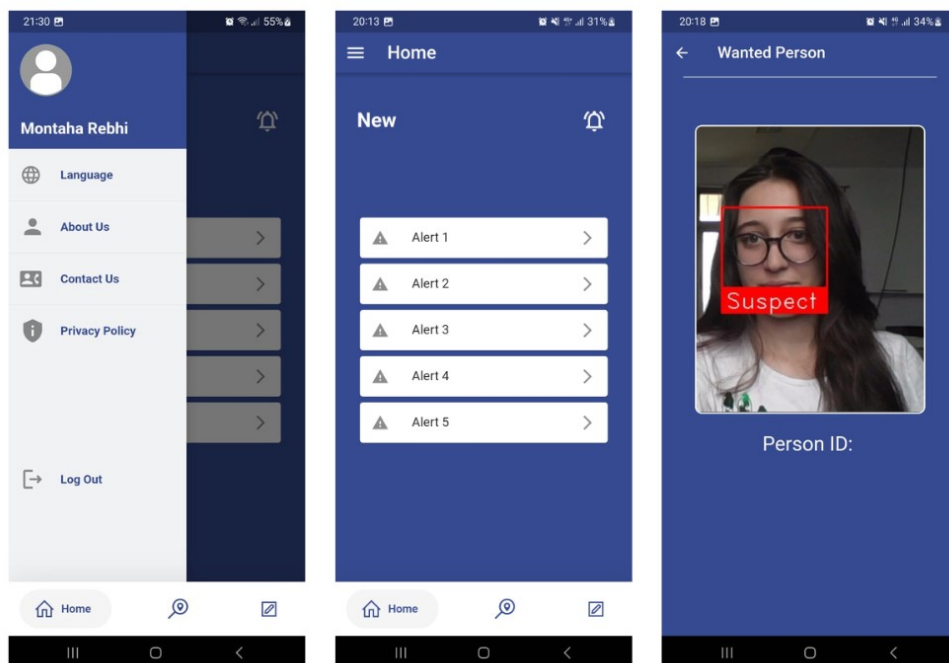 21:30
55%
Montaha Rebhi
Language
About Us
Contact Us
Privacy Policy
Log Out
Home
20:13
31%
Home
New
Alert 1
Alert 2
Alert 3
Alert 4
Alert 5
Home
20:18
34%
Wanted Person
Suspect
Person ID: